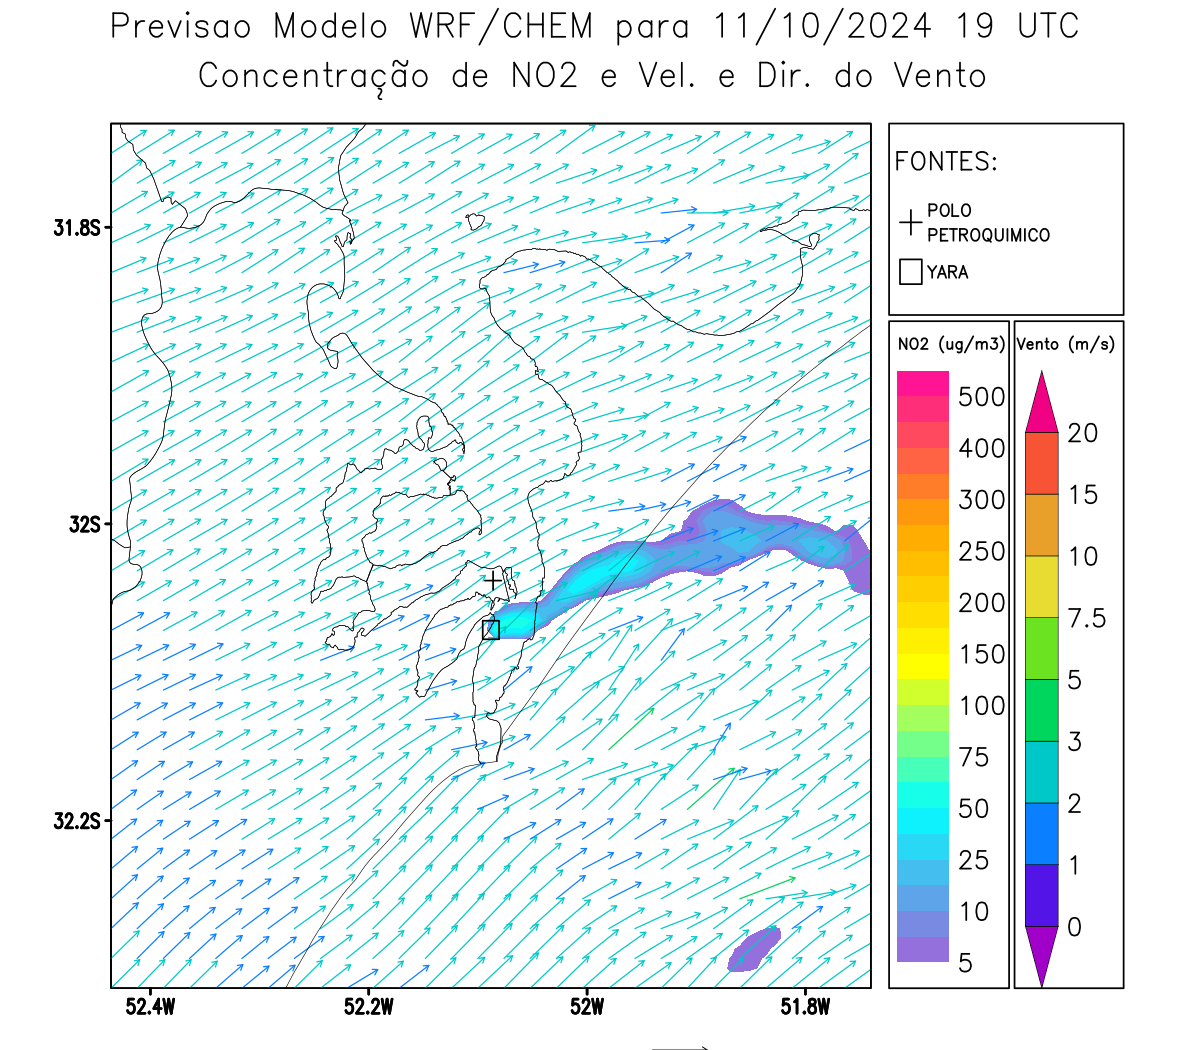 Previsao Modelo WRF/CHEM para 11/10/2024 19 UTC
Concentração de NO2 e Vel. e Dir. do Vento
FONTES:
POLO
PETROQUIMICO
YARA
NO2 (ug/m3)
500
400
300
250
200
150
100
75
50
25
10
5
Vento (m/s)
20
15
10
7.5
5
3
2
1
0
31.8S
32S
32.2S
52.4W
52.2W
52W
51.8W